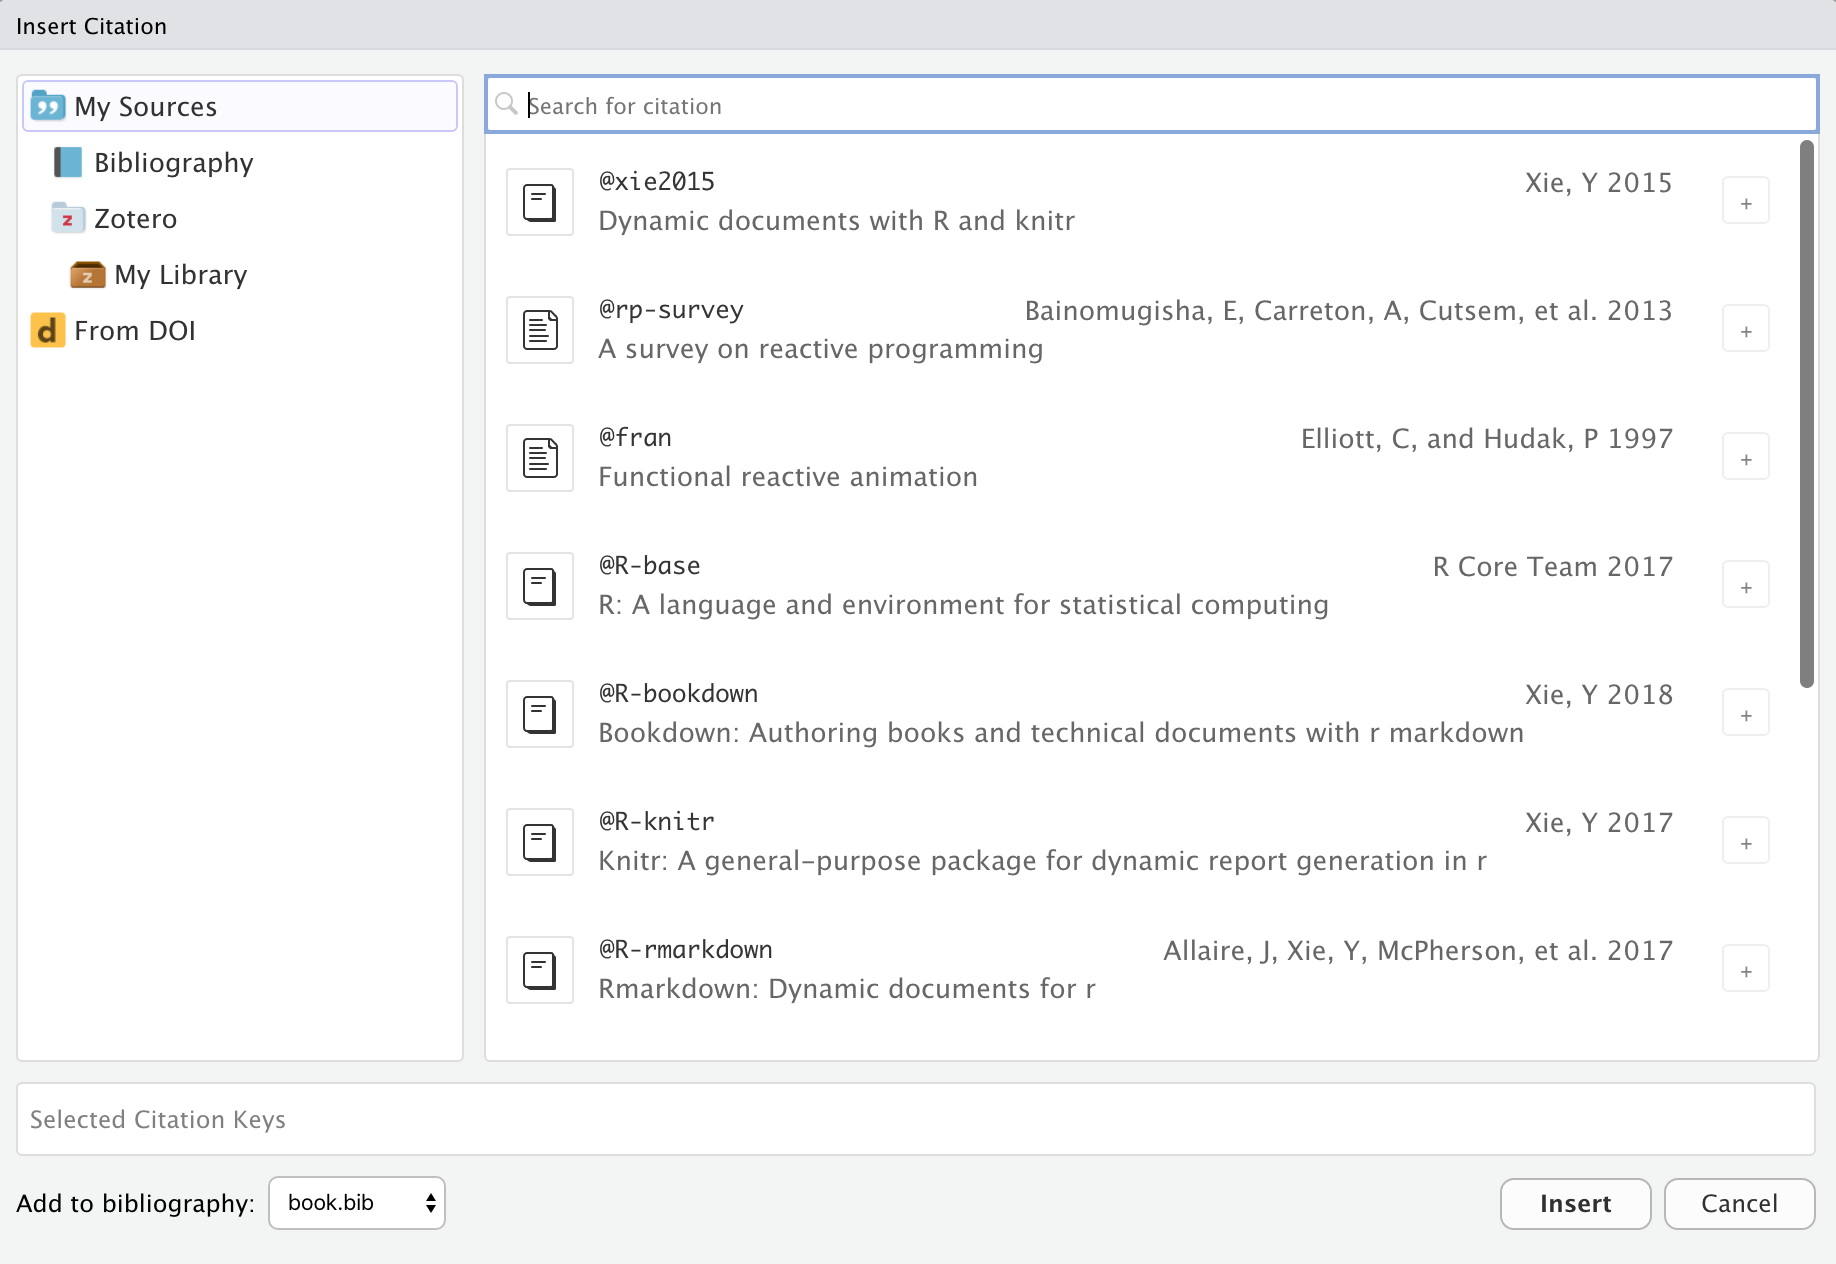 Insert Citation
My Sources
Bibliography
Zotero
My Library
From DOI
Search for citation
@xie2015 Xie, Y 2015
Dynamic documents with R and knitr
@rp-survey Bainomugisha, E, Carreton, A, Cutsem, et al. 2013
A survey on reactive programming
@fran Elliott, C, and Hudak, P 1997
Functional reactive animation
@R-base R Core Team 2017
R: A language and environment for statistical computing
@R-bookdown Xie, Y 2018
Bookdown: Authoring books and technical documents with r markdown
@R-knitr Xie, Y 2017
Knitr: A general-purpose package for dynamic report generation in r
@R-rmarkdown Allaire, J, Xie, Y, McPherson, et al. 2017
Rmarkdown: Dynamic documents for r
Selected Citation Keys
Add to bibliography: book.bib Insert Cancel